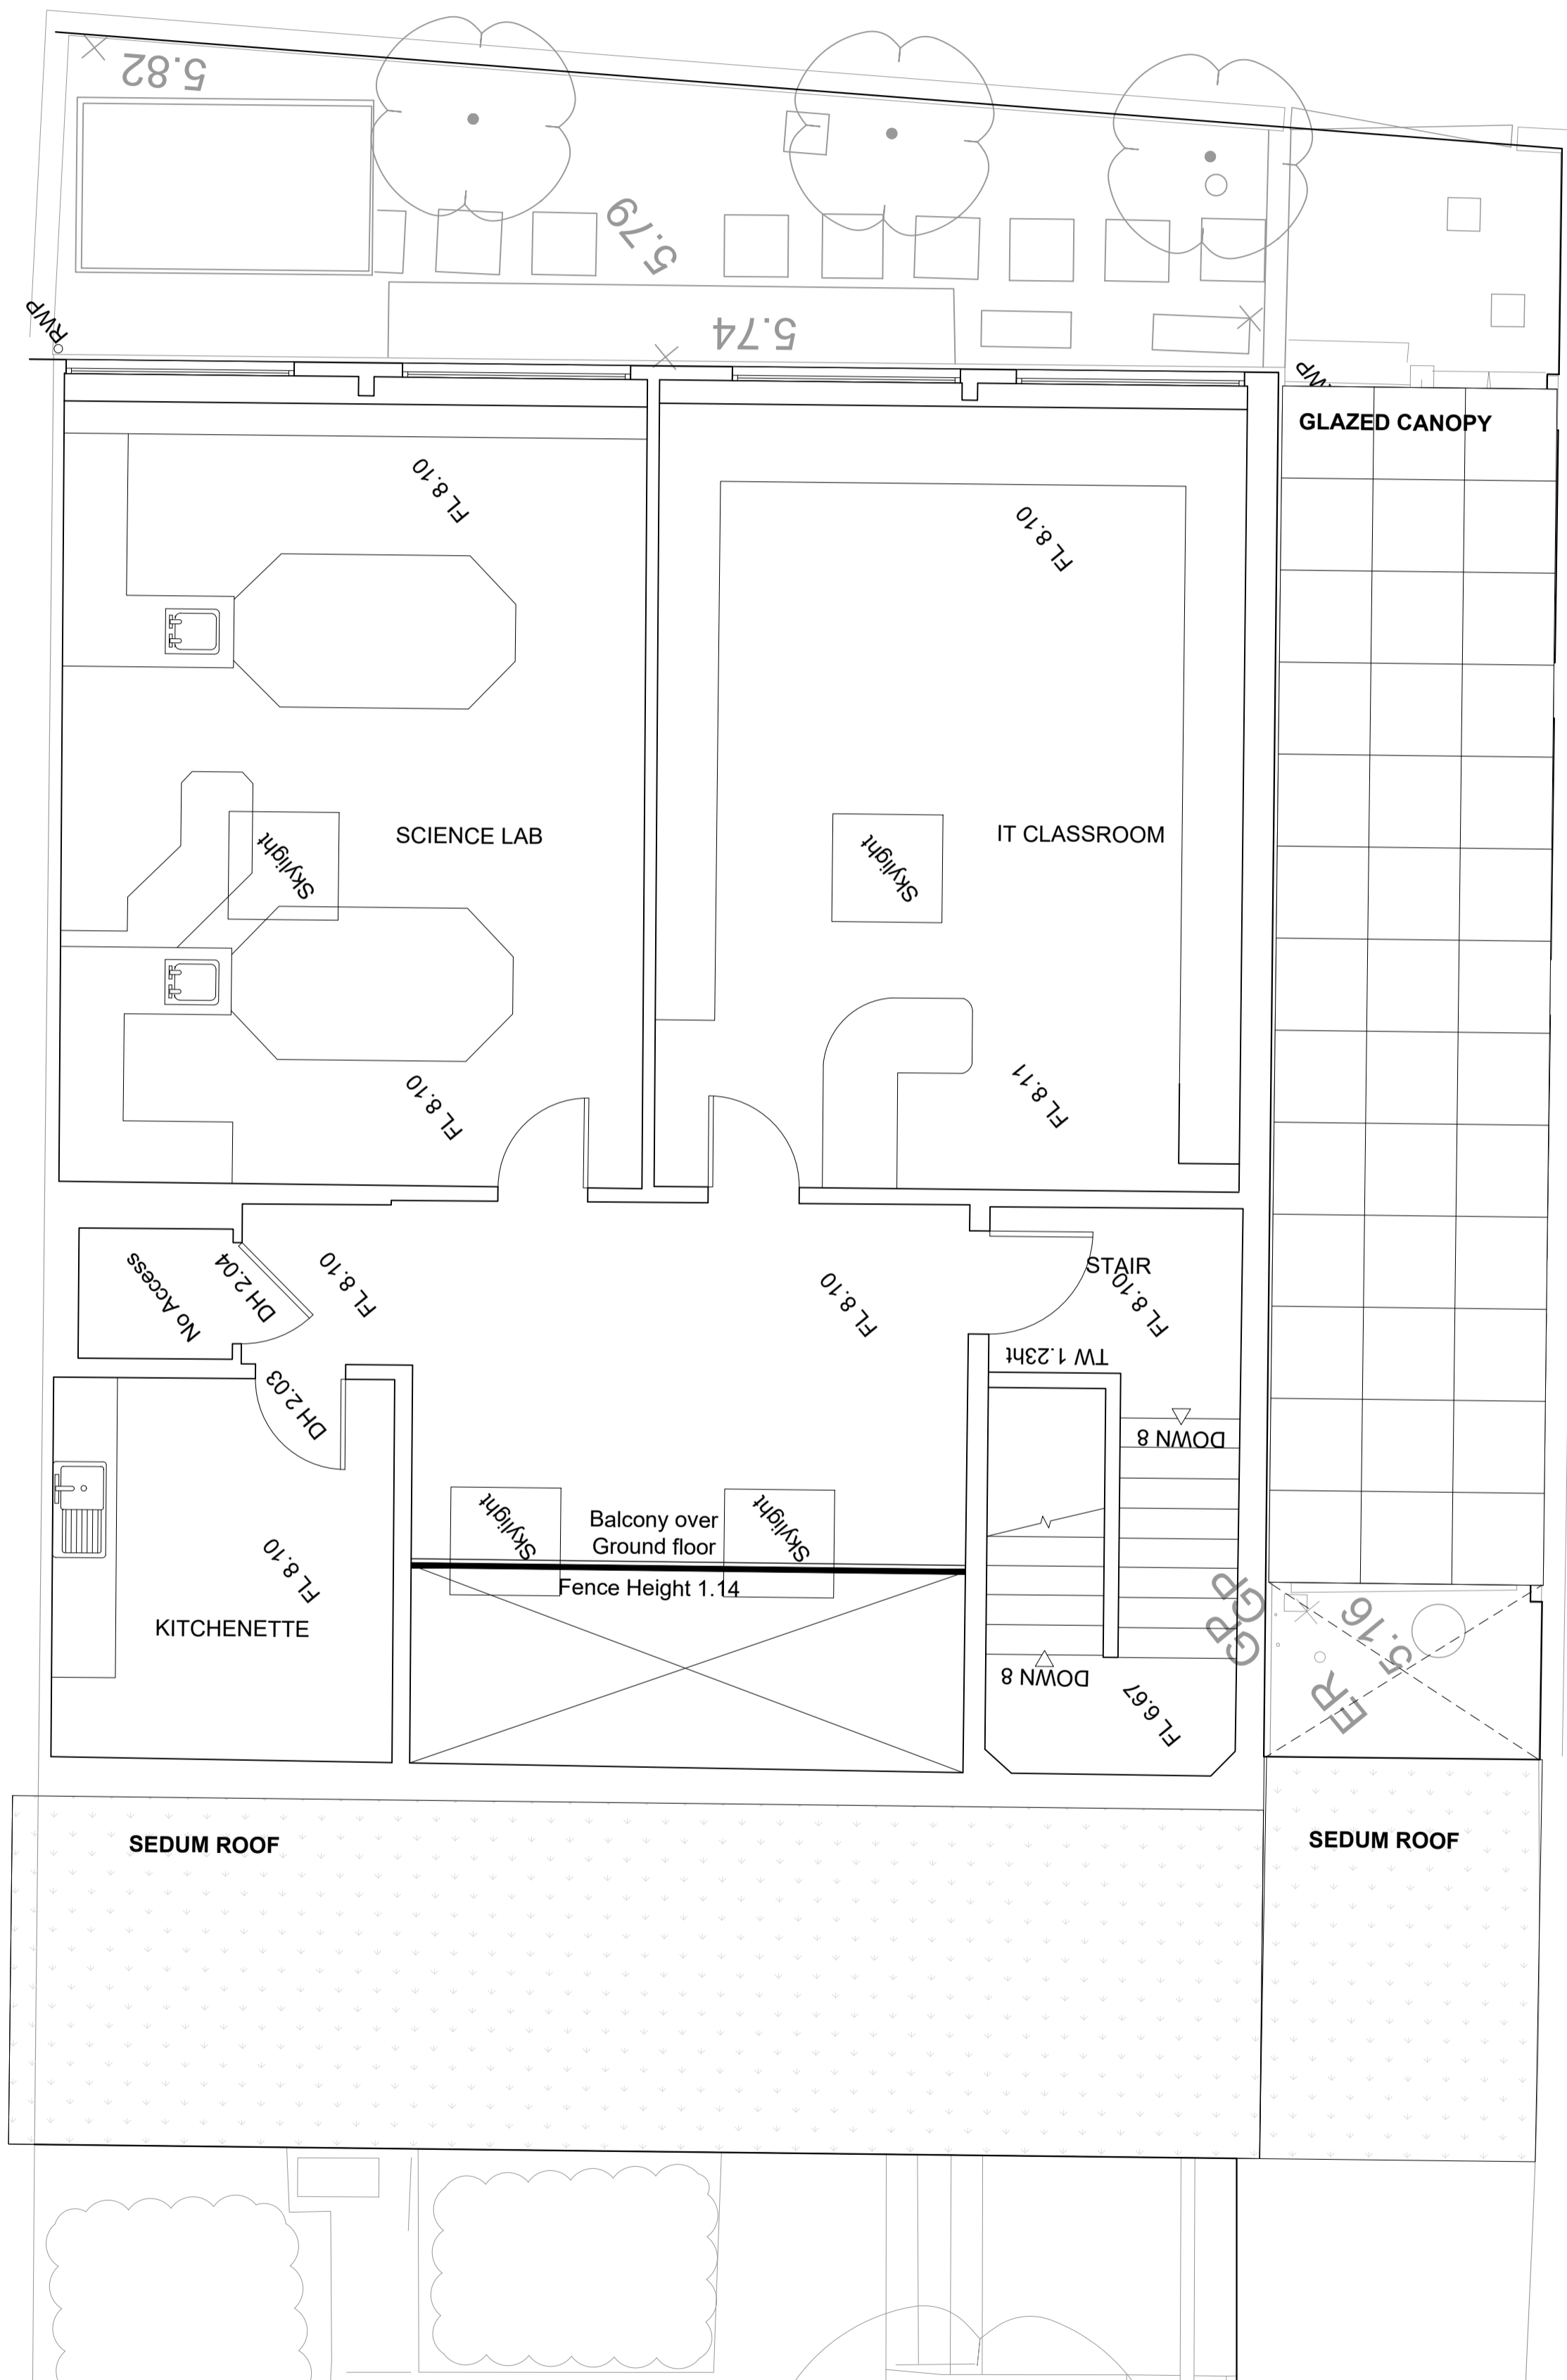 5.82
5.79
5.74
RWP
GLAZED CANOPY
FL 8.10
FL 8.10
SCIENCE LAB
IT CLASSROOM
Skylight
Skylight
FL 8.11
FL 8.10
STAIR
FL 8.10
No Access
DH 2.04
FL 8.10
FL 8.10
TW 1.23ht
DH 2.03
DOWN 8
Skylight
Balcony over
Ground floor
Skylight
FL 8.10
Fence Height 1.14
KITCHENETTE
GP
GP
5.16
ER
DOWN 8
FL 6.67
SEDUM ROOF
SEDUM ROOF